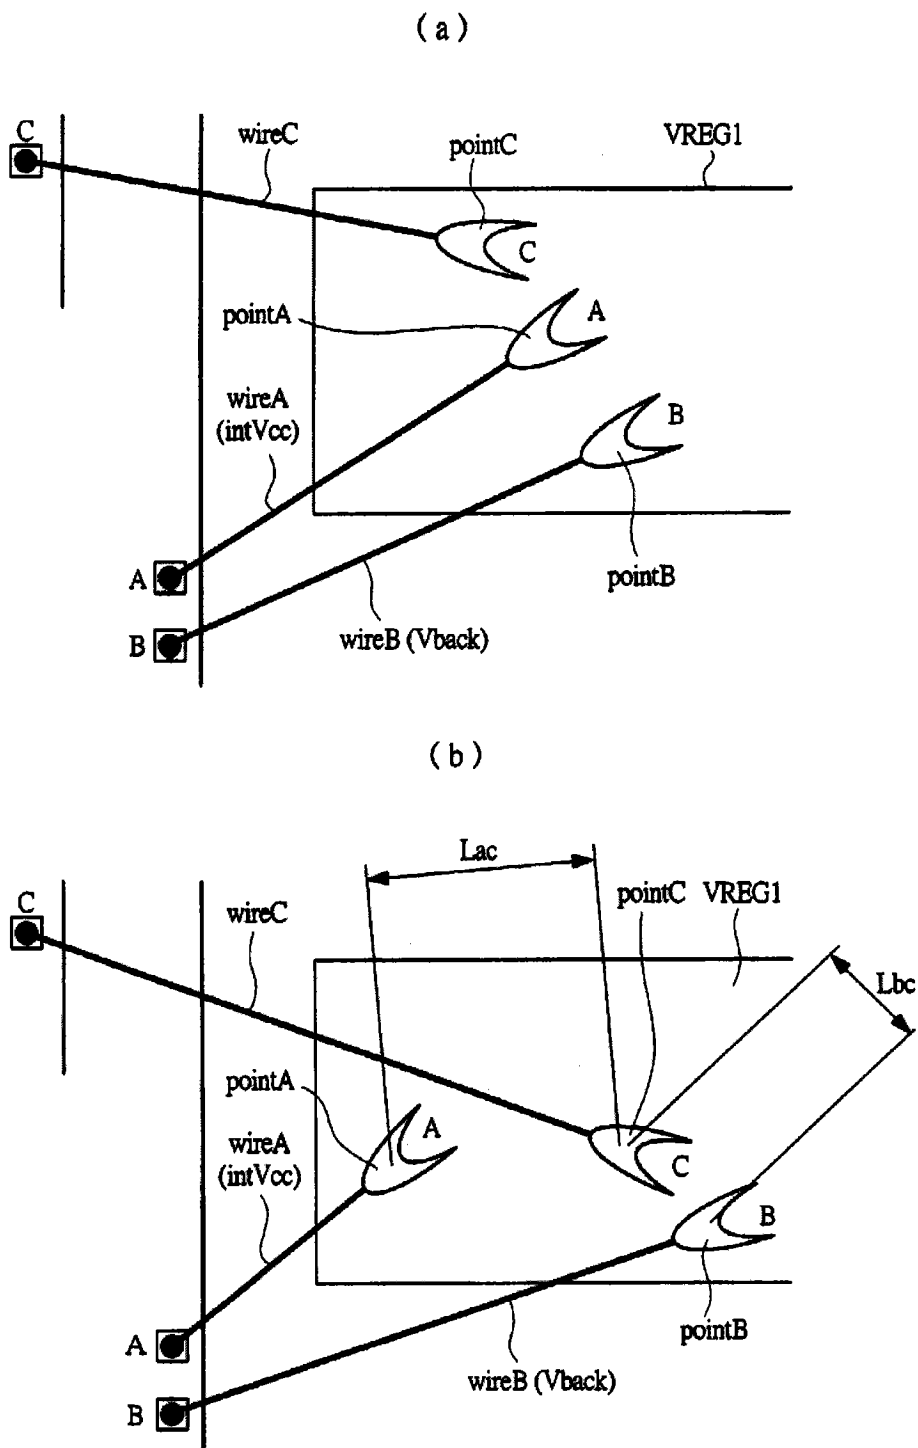 (a)
C
wireC
pointC
VREG1
C
pointA
A
wireA
(intVcc)
B
A
pointB
B
wireB (Vback)
(b)
Lac
C
wireC
pointC
VREG1
Lbc
pointA
A
wireA
(intVcc)
C
B
A
pointB
wireB (Vback)
B